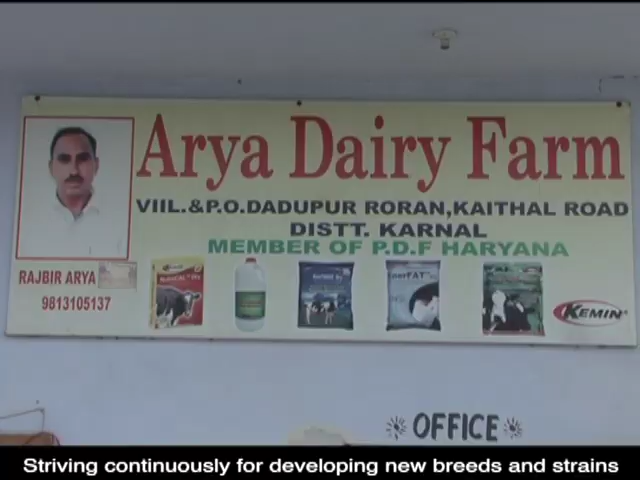 Arya Dairy Farm
VIIL.&P.O.DADUPUR RORAN,KAITHAL ROAD
DISTT. KARNAL
MEMBER OF P.D.F HARYANA
RAJBIR ARYA
9813105137
KEMIN
OFFICE
Striving continuously for developing new breeds and strains